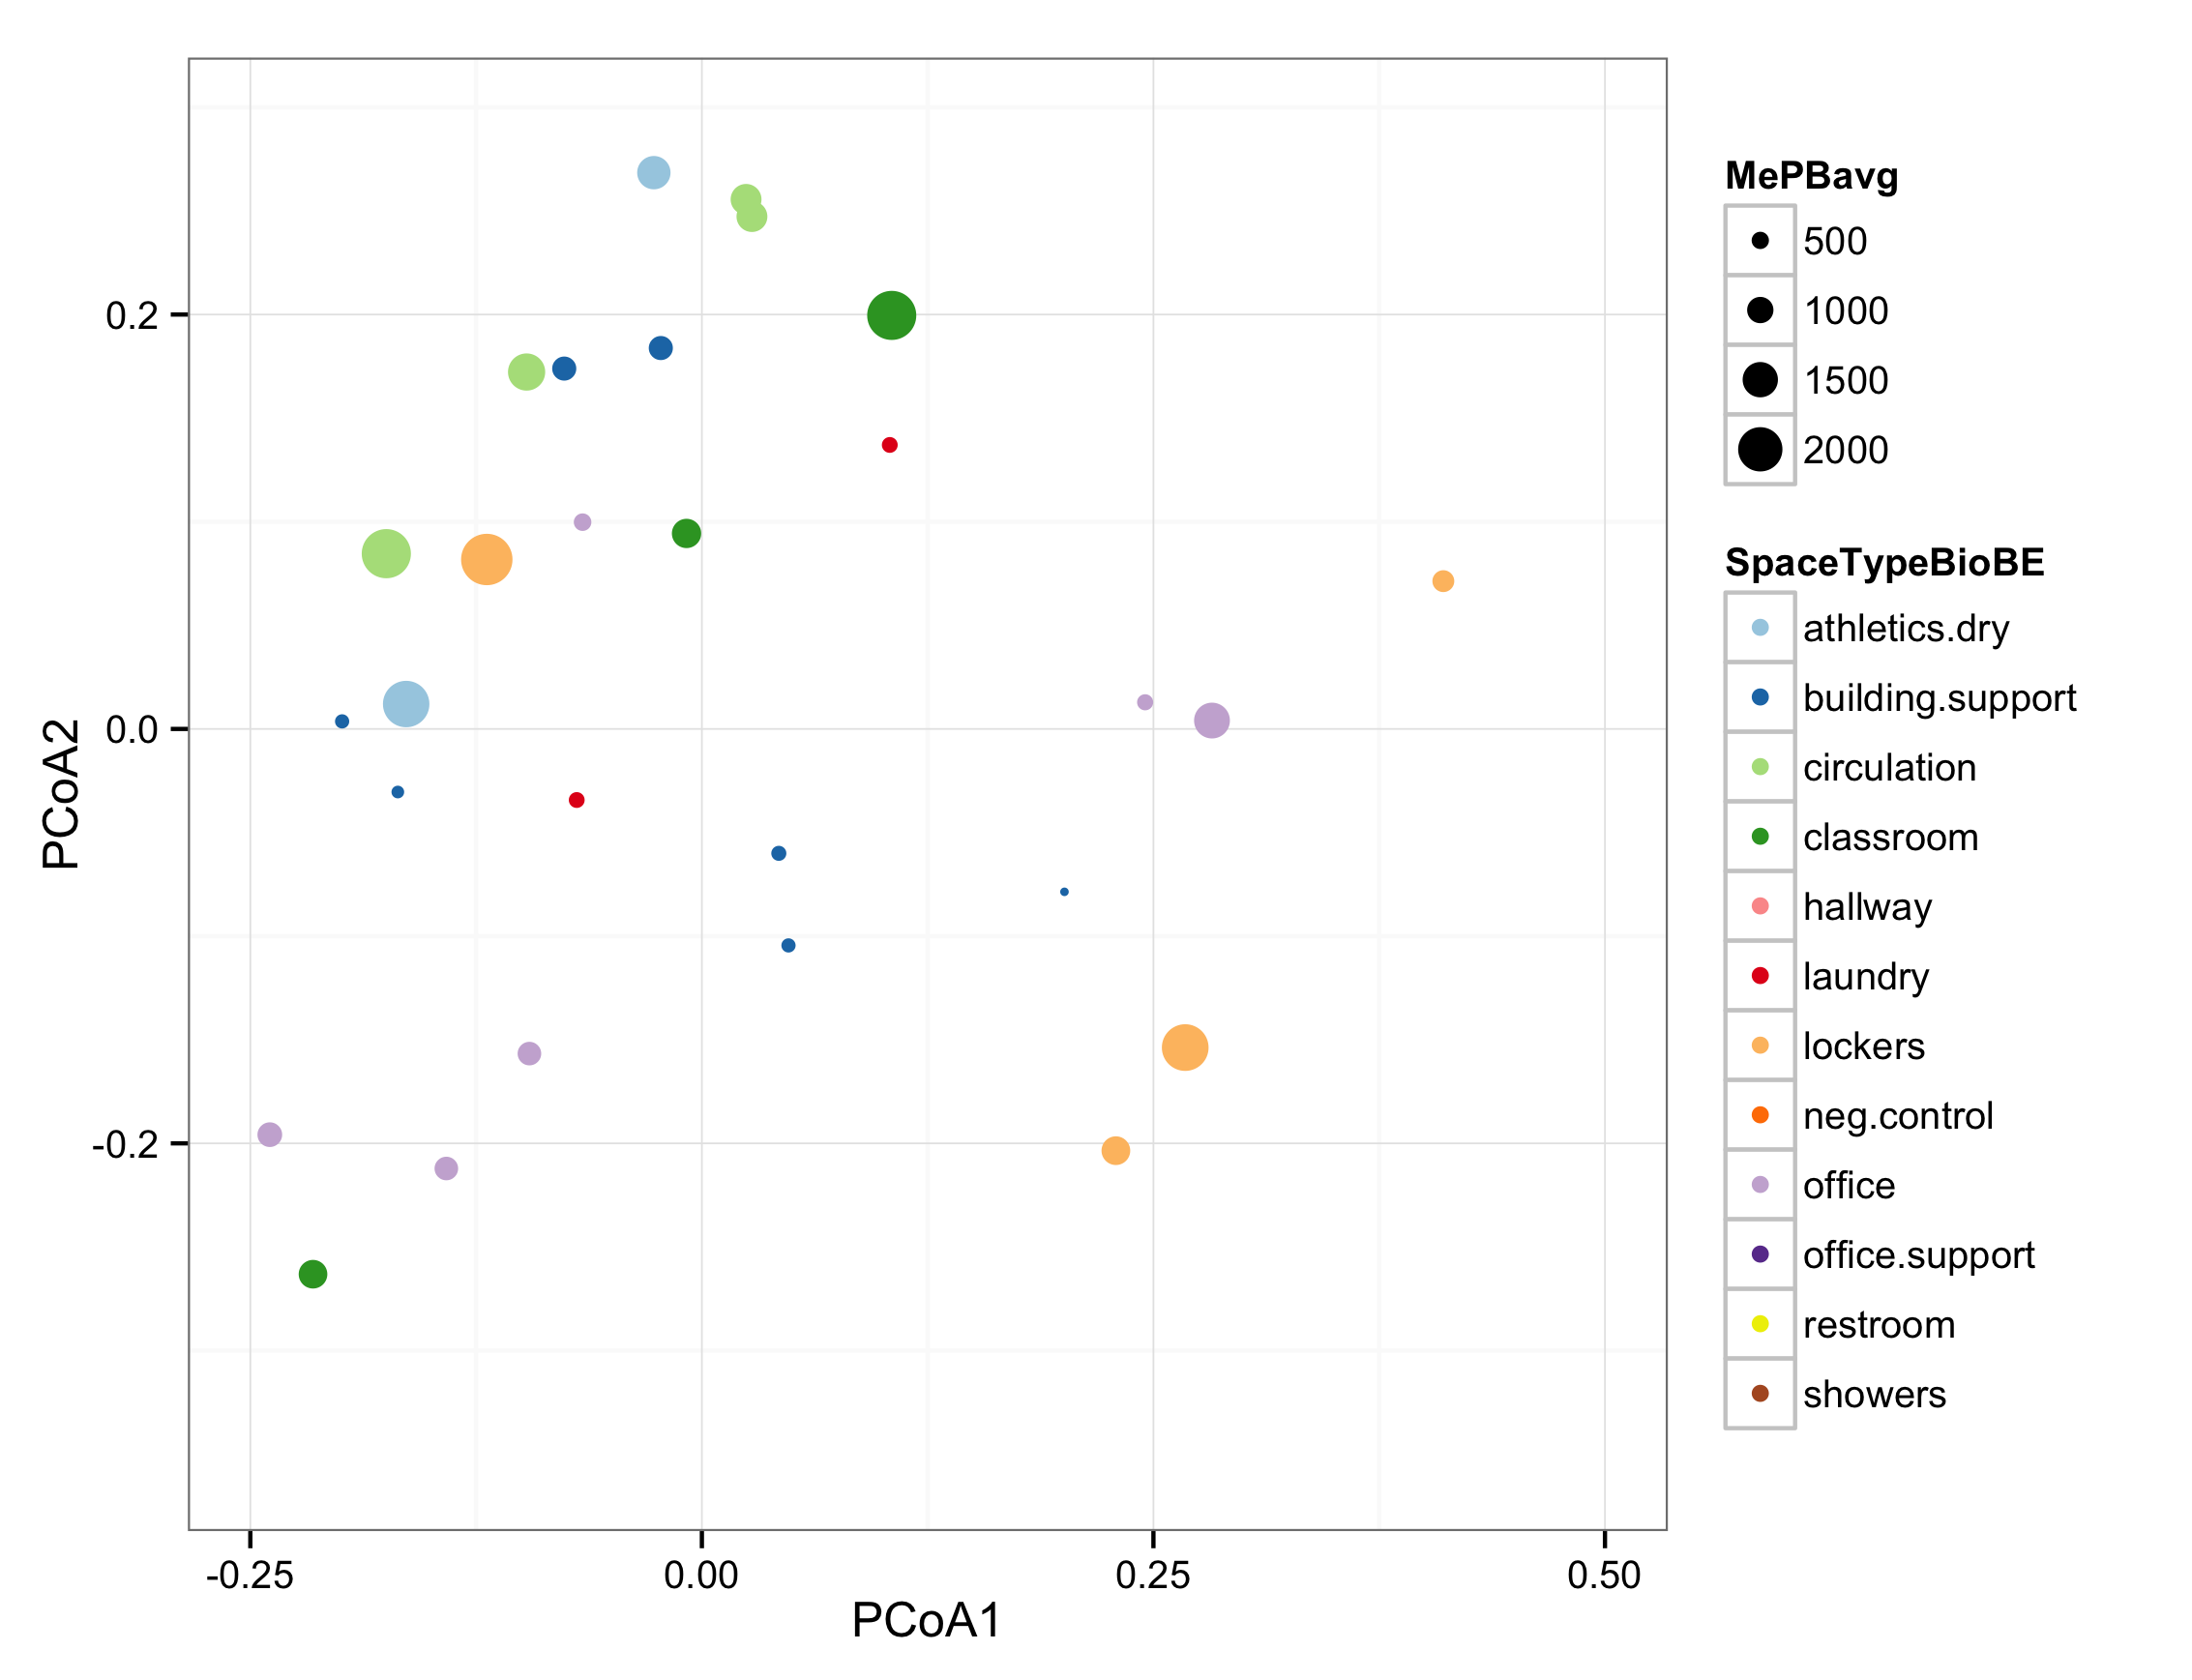 MePBavg
500
1000
1500
2000
SpaceTypeBioBE
athletics.dry
building.support
circulation
classroom
hallway
laundry
lockers
neg.control
office
office.support
restroom
showers
PCoA2
0.2
0.0
-0.2
-0.25
0.00
0.25
0.50
PCoA1